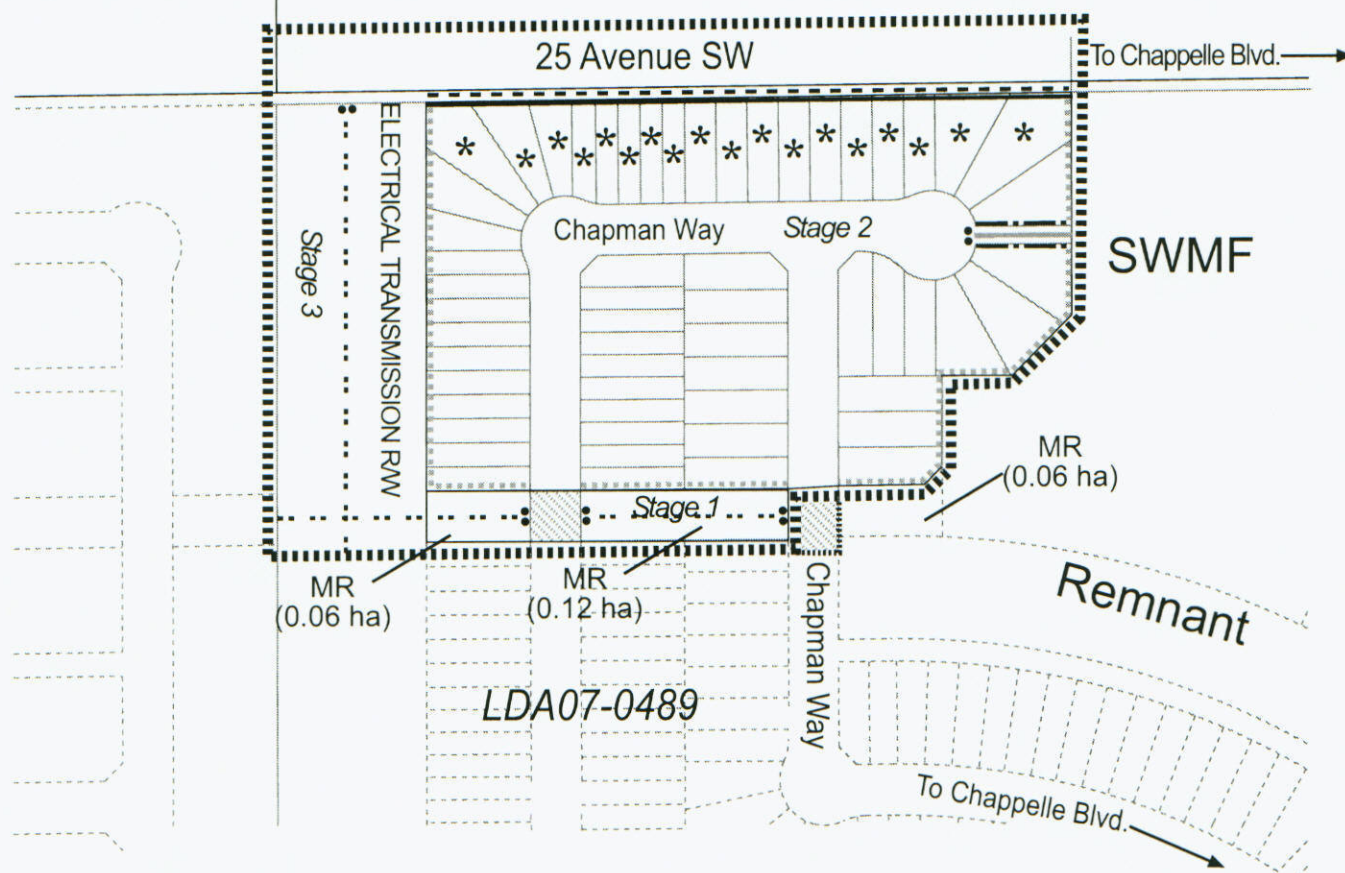 25 Avenue SW
To Chappelle Blvd.
ELECTRICAL TRANSMISSION R/W
* * * * * * * * * * * * * * * * *
Chapman Way
Stage 2
Stage 3
SWMF
MR
(0.06 ha)
Stage 1
MR
(0.06 ha)
MR
(0.12 ha)
Chapman Way
Remnant
LDA07-0489
To Chappelle Blvd.